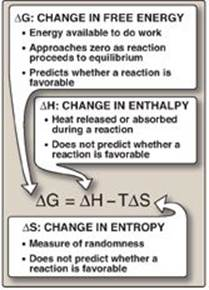 ΔG: CHANGE IN FREE ENERGY
• Energy available to do work
• Approaches zero as reaction
proceeds to equilibrium
• Predicts whether a reaction is
favorable
ΔH: CHANGE IN ENTHALPY
• Heat released or absorbed
during a reaction
• Does not predict whether a
reaction is favorable
ΔG = ΔH – TΔS
ΔS: CHANGE IN ENTROPY
• Measure of randomness
• Does not predict whether a
reaction is favorable